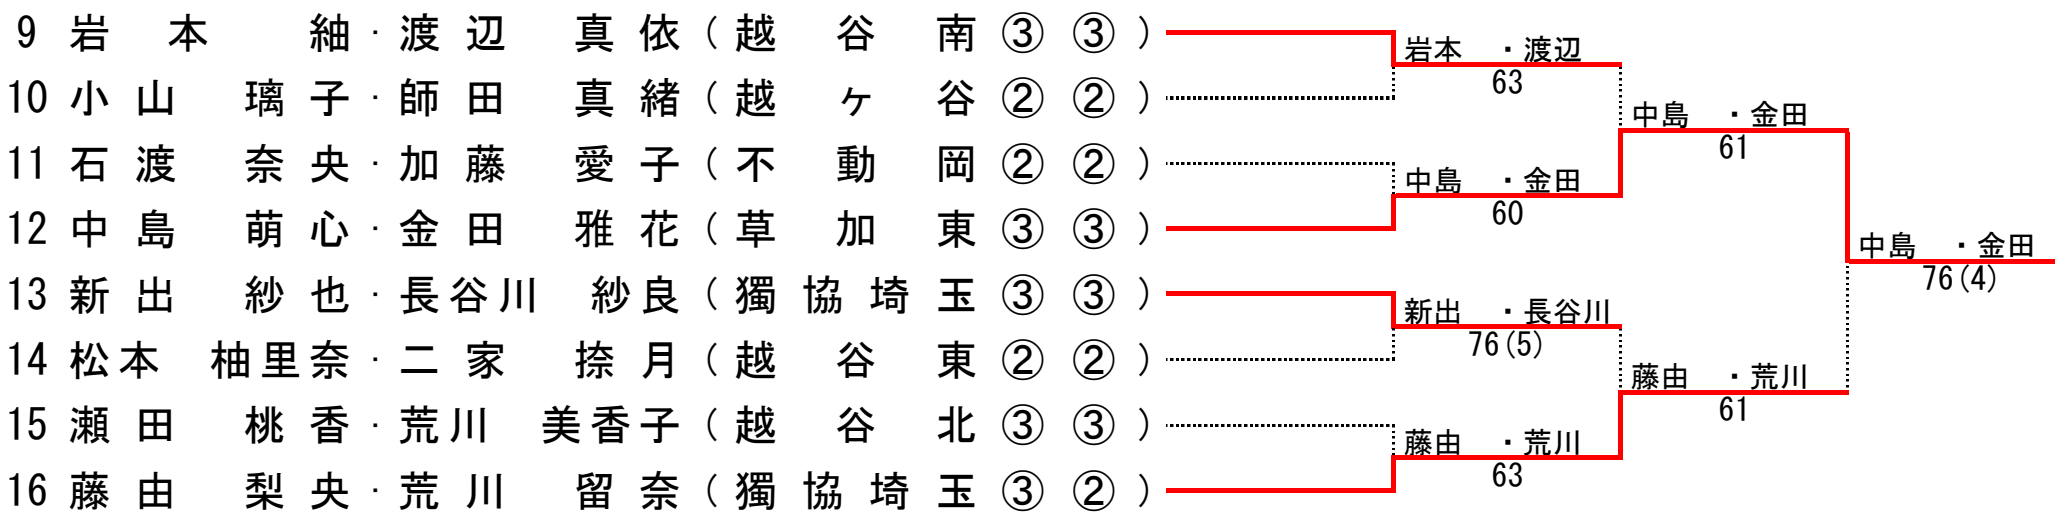 9 岩本 紬・渡辺 真依（越谷南③③）
10 小山 璃子・師田 真緒（越ヶ谷②②）
11 石渡 奈央・加藤 愛子（不動岡②②）
12 中島 萌心・金田 雅花（草加東③③）
13 新出 紗也・長谷川 紗良（獨協埼玉③③）
14 松本 柚里奈・二家 捺月（越谷東②②）
15 瀬田 桃香・荒川 美香子（越谷北③③）
16 藤由 梨央・荒川 留奈（獨協埼玉③②）
岩本 ・渡辺
63
中島 ・金田
60
新出 ・長谷川
76(5)
藤由 ・荒川
63
中島 ・金田
61
藤由 ・荒川
61
中島 ・金田
76(4)